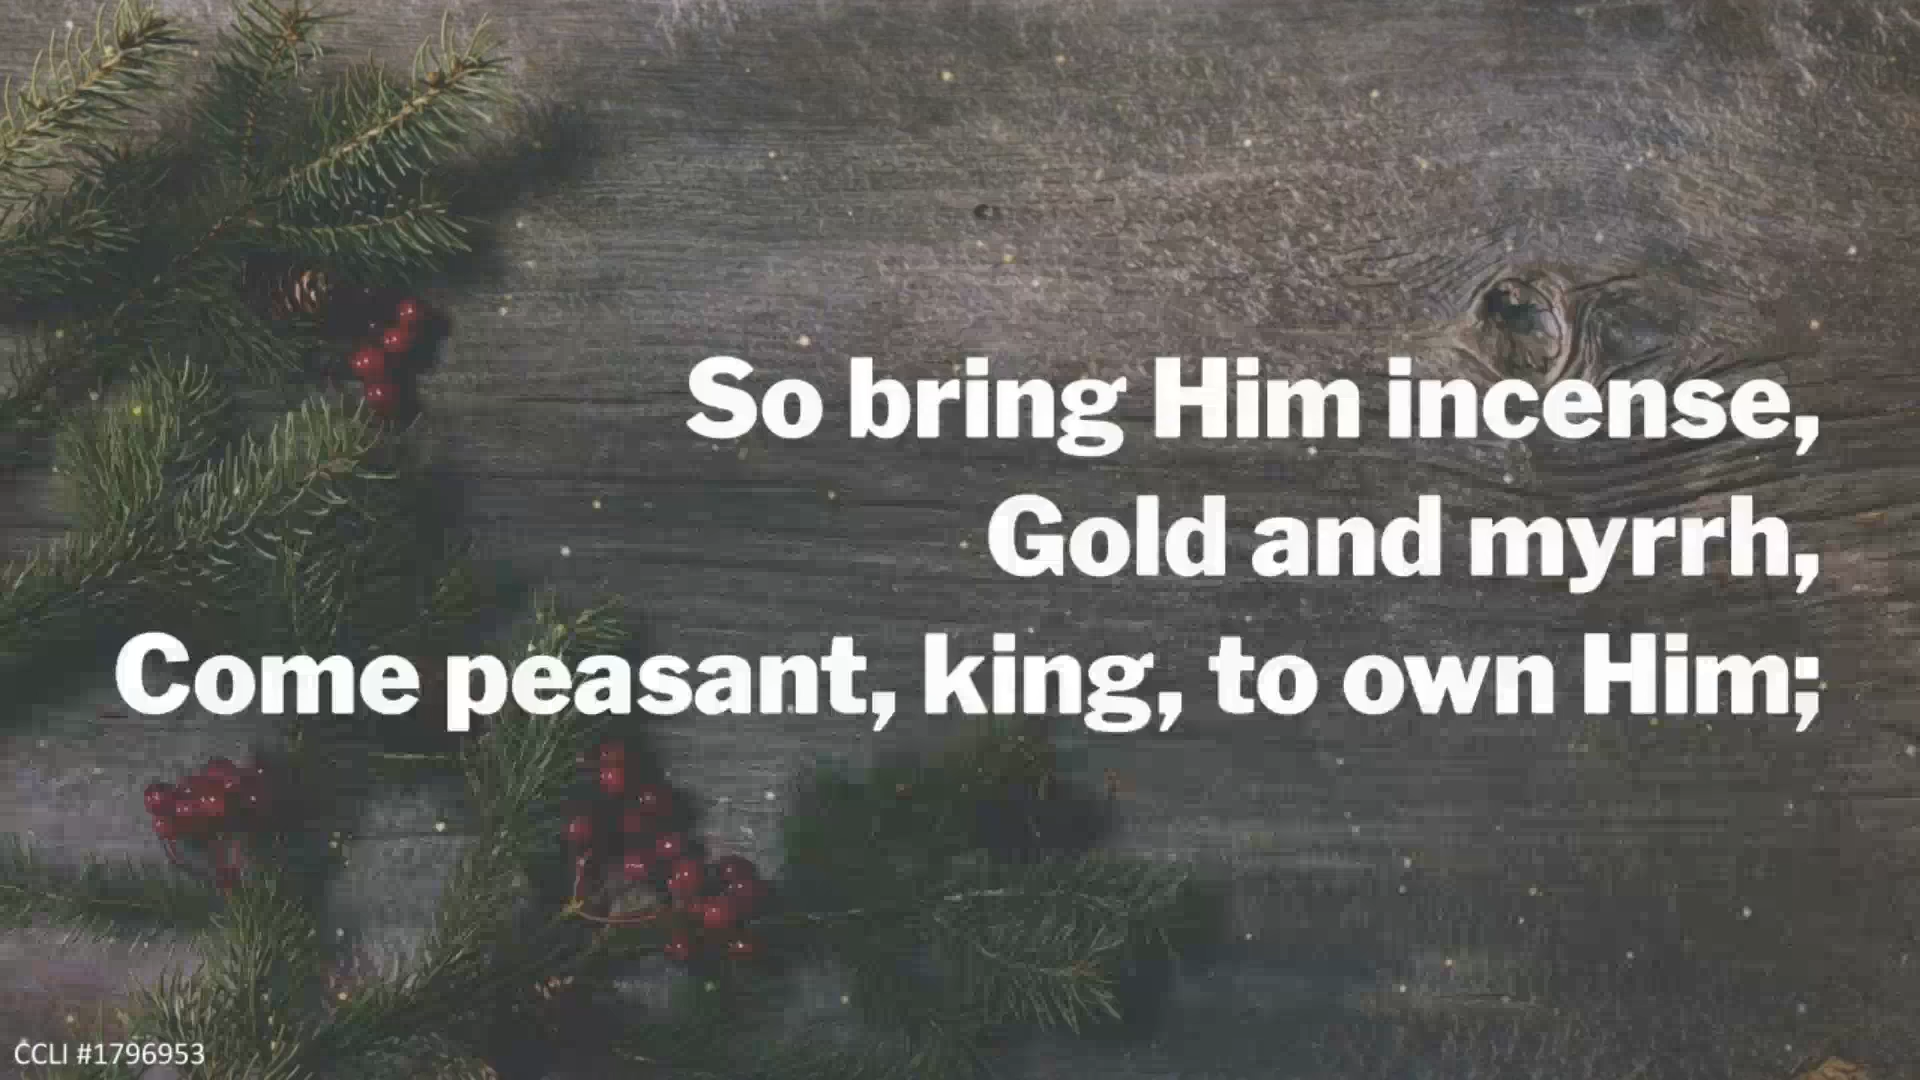 So bring Him incense,
Gold and myrrh,
Come peasant, king, to own Him;
CCLI #1796953